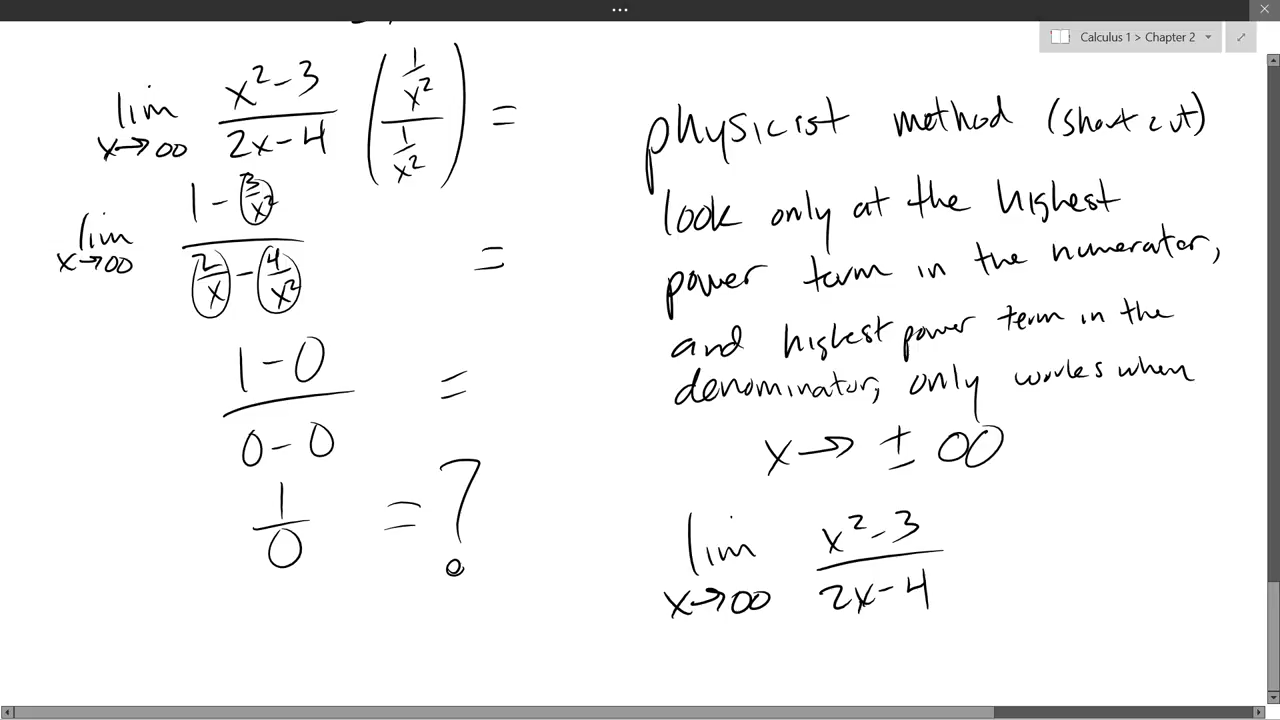 Calculus 1 > Chapter 2
lim x→∞ (x² - 3)/(2x - 4) ((1/x²)/(1/x²)) =
lim x→∞ (1 - 3/x²)/(2/x - 4/x²) =
(1 - 0)/(0 - 0) =
1/0 = ?
physicist method (short cut)
look only at the highest
power term in the numerator,
and highest power term in the
denominator, only works when
x → ± ∞
lim x→∞ (x² - 3)/(2x - 4)